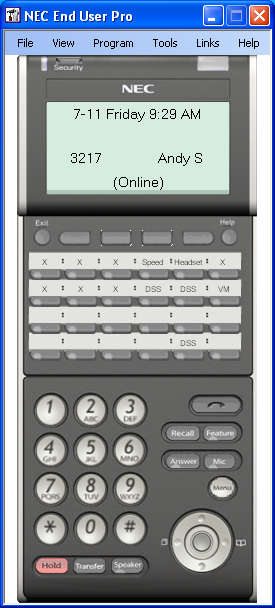 NEC End User Pro
File View Program Tools Links Help
Security
NEC
7-11 Friday 9:29 AM
3217 Andy S
(Online)
Exit Help
X : X : X : Speed : Headset : X
X : X : X : DSS : DSS : VM
: : : : :
: : : : DSS :
1 2 ABC 3 DEF
Recall Feature
4 GHI 5 JKL 6 MNO
Answer Mic
7 PQRS 8 TUV 9 WXYZ
Menu
* 0 #
Hold Transfer Speaker